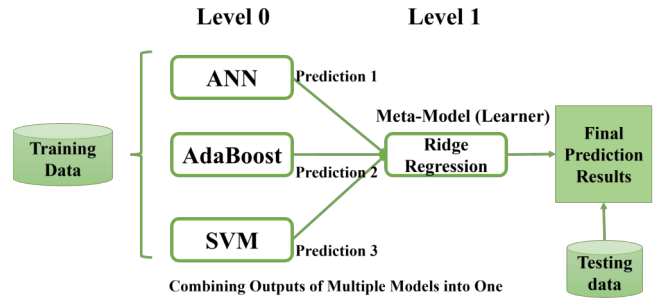 Level 0
Level 1
ANN
Prediction 1
Training
Data
AdaBoost
Prediction 2
SVM
Prediction 3
Meta-Model (Learner)
Ridge
Regression
Final
Prediction
Results
Testing
data
Combining Outputs of Multiple Models into One